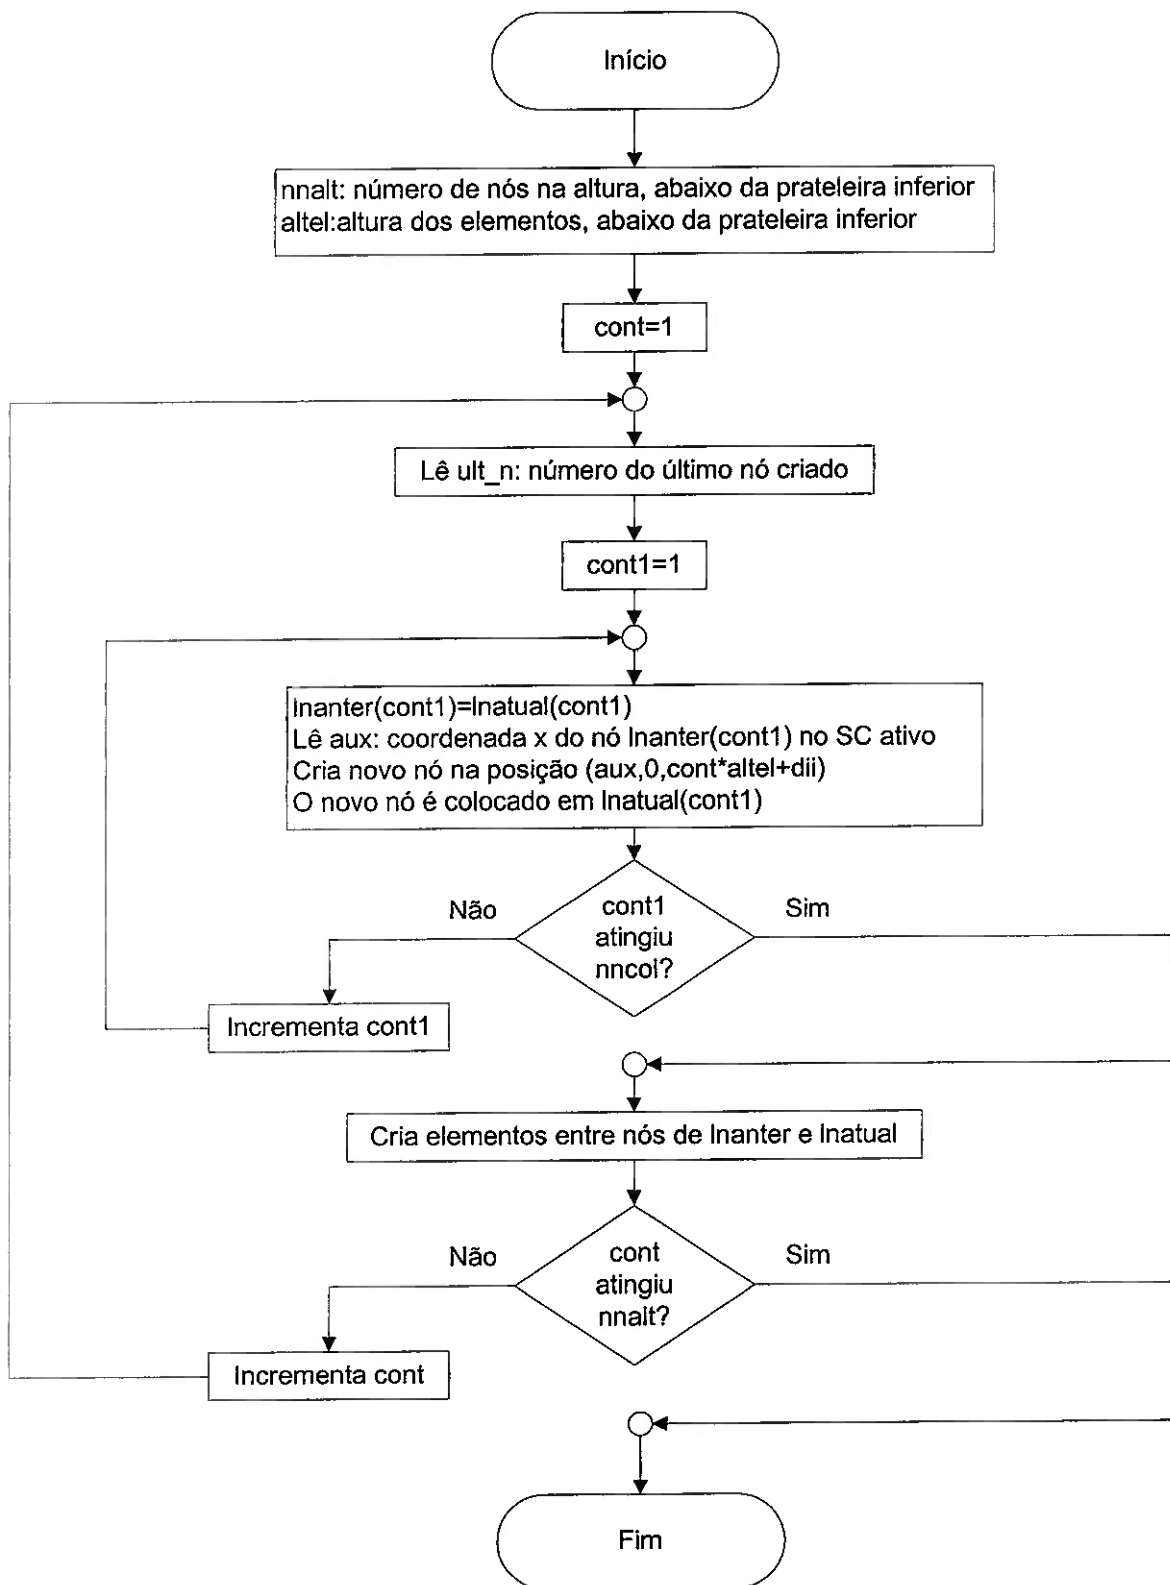 Início
nnalt: número de nós na altura, abaixo da prateleira inferior
altel:altura dos elementos, abaixo da prateleira inferior
cont=1
Lê ult_n: número do último nó criado
cont1=1
lnanter(cont1)=lnatual(cont1)
Lê aux: coordenada x do nó lnanter(cont1) no SC ativo
Cria novo nó na posição (aux,0,cont*altel+dii)
O novo nó é colocado em lnatual(cont1)
Não
cont1
atingiu
nncol?
Sim
Incrementa cont1
Cria elementos entre nós de lnanter e lnatual
Não
cont
atingiu
nnalt?
Sim
Incrementa cont
Fim